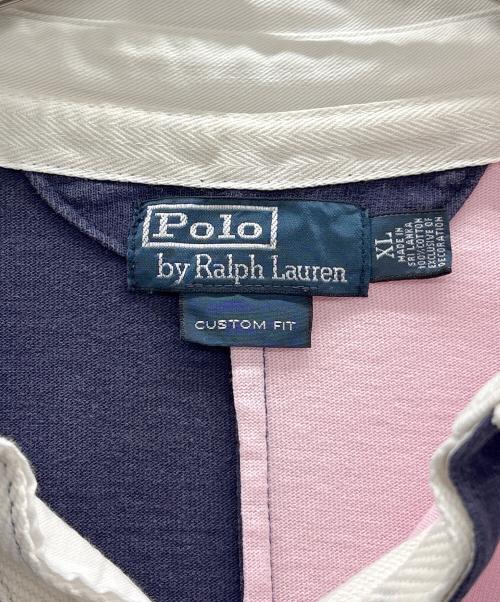 Polo
by Ralph Lauren
CUSTOM FIT
XL
MADE IN
SRI LANKA
100% COTTON
EXCLUSIVE OF
DECORATION